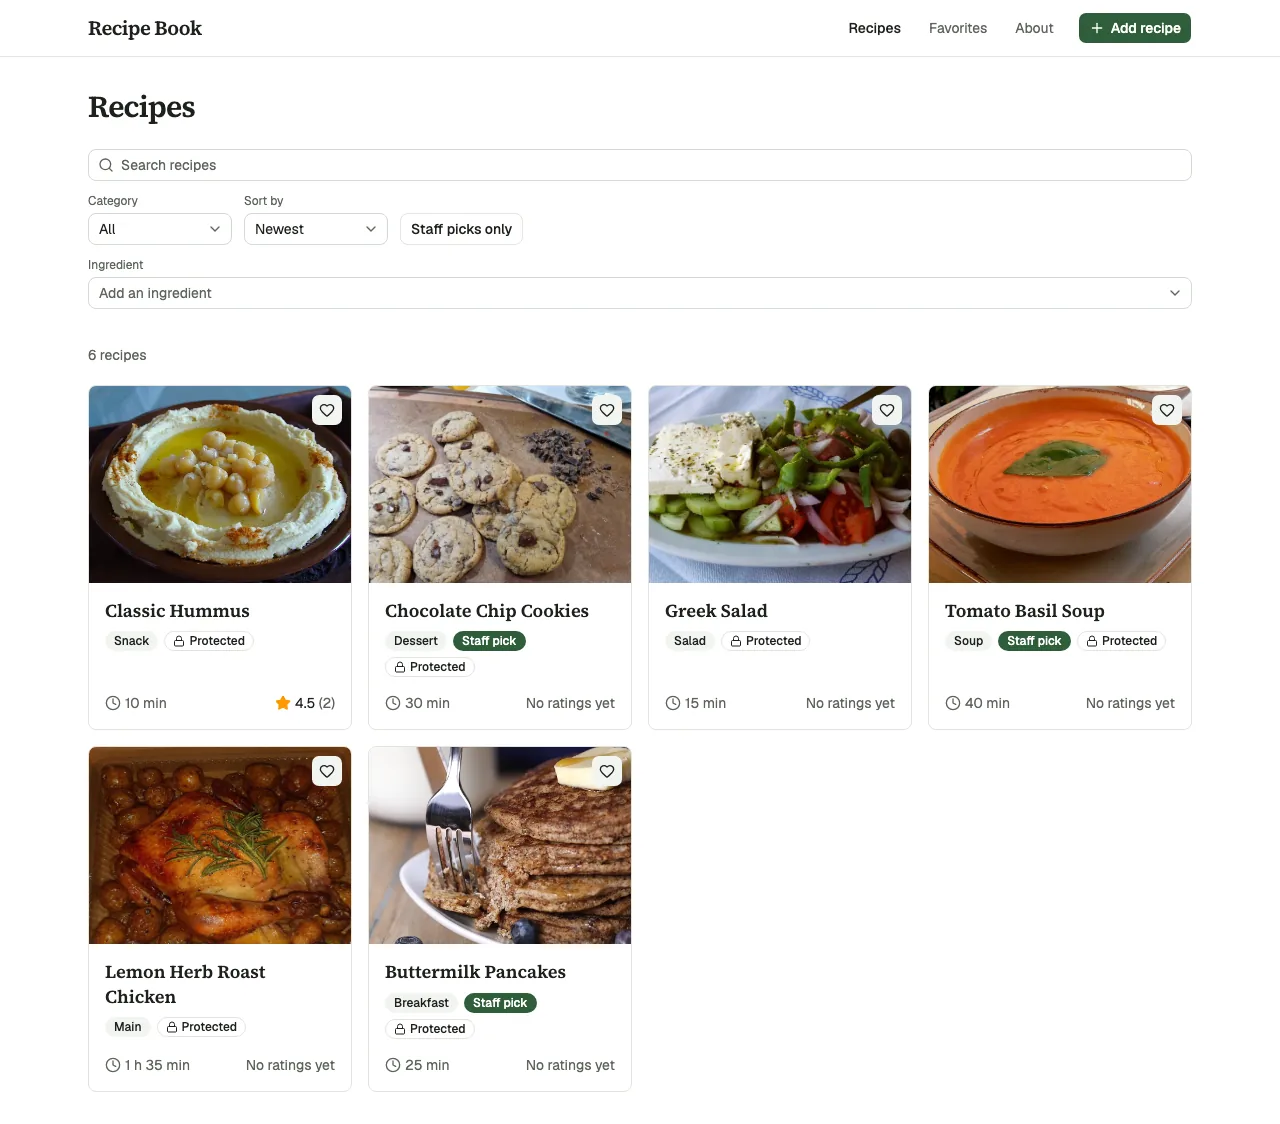 Recipe Book
Recipes Favorites About + Add recipe
Recipes
Search recipes
Category Sort by
All Newest Staff picks only
Ingredient
Add an ingredient
6 recipes
Classic Hummus
Snack Protected
10 min 4.5 (2)
Chocolate Chip Cookies
Dessert Staff pick
Protected
30 min No ratings yet
Greek Salad
Salad Protected
15 min No ratings yet
Tomato Basil Soup
Soup Staff pick Protected
40 min No ratings yet
Lemon Herb Roast
Chicken
Main Protected
1 h 35 min No ratings yet
Buttermilk Pancakes
Breakfast Staff pick
Protected
25 min No ratings yet